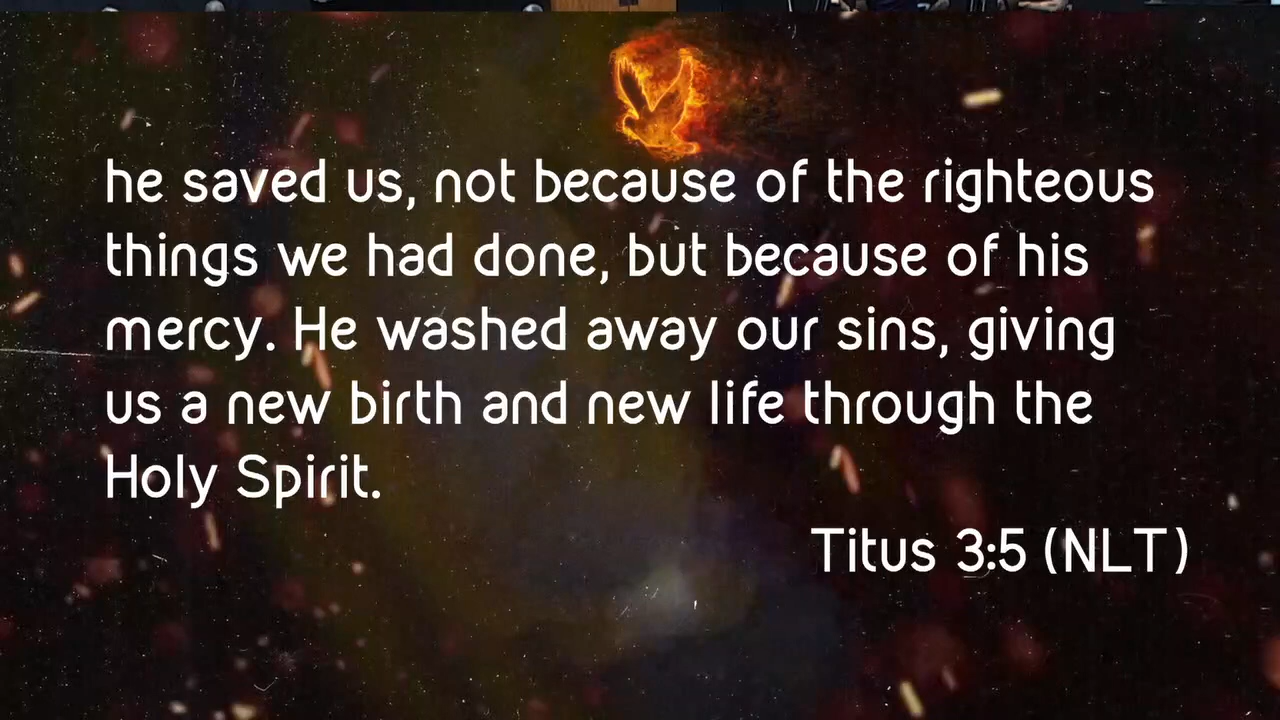 he saved us, not because of the righteous
things we had done, but because of his
mercy. He washed away our sins, giving
us a new birth and new life through the
Holy Spirit.
Titus 3:5 (NLT)